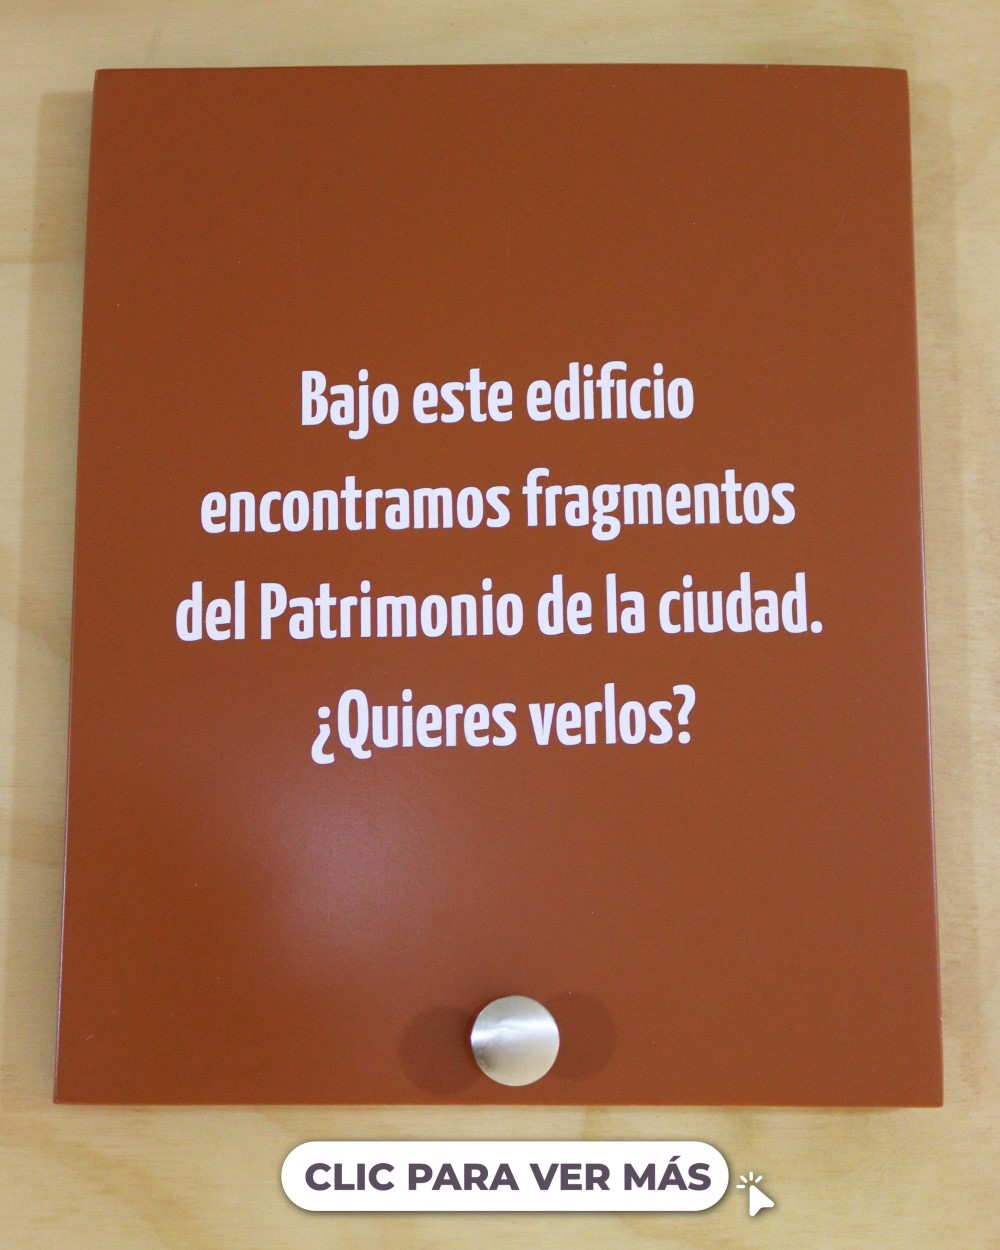 Bajo este edificio
encontramos fragmentos
del Patrimonio de la ciudad.
¿Quieres verlos?
CLIC PARA VER MÁS